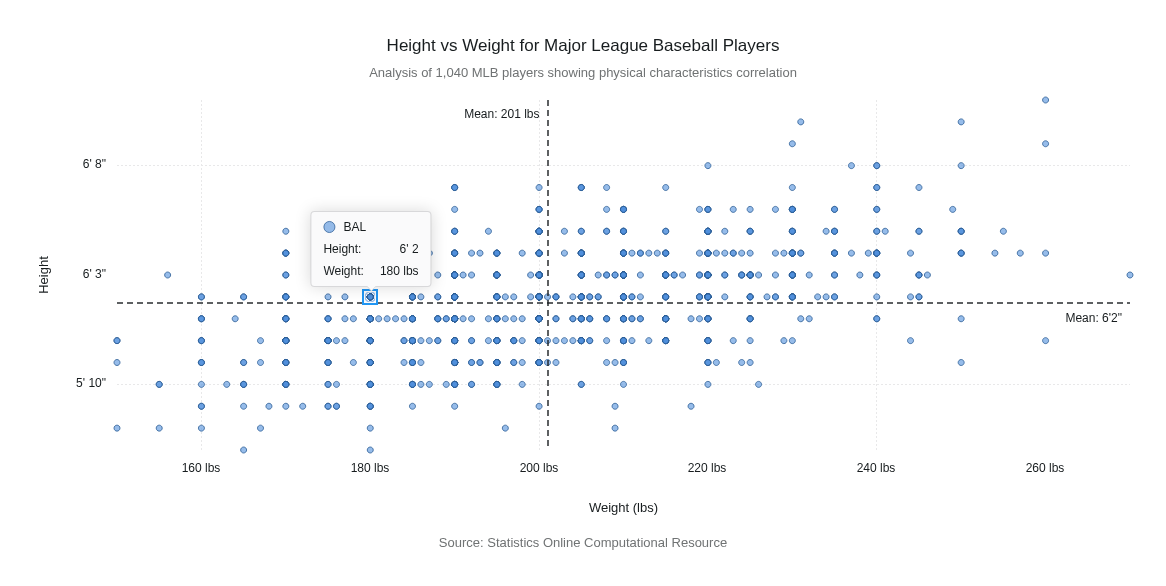 Height vs Weight for Major League Baseball Players
Analysis of 1,040 MLB players showing physical characteristics correlation
Mean: 201 lbs
6' 8"
BAL
Height: 6' 2
Weight: 180 lbs
6' 3"
Height
Mean: 6'2"
5' 10"
160 lbs 180 lbs 200 lbs 220 lbs 240 lbs 260 lbs
Weight (lbs)
Source: Statistics Online Computational Resource